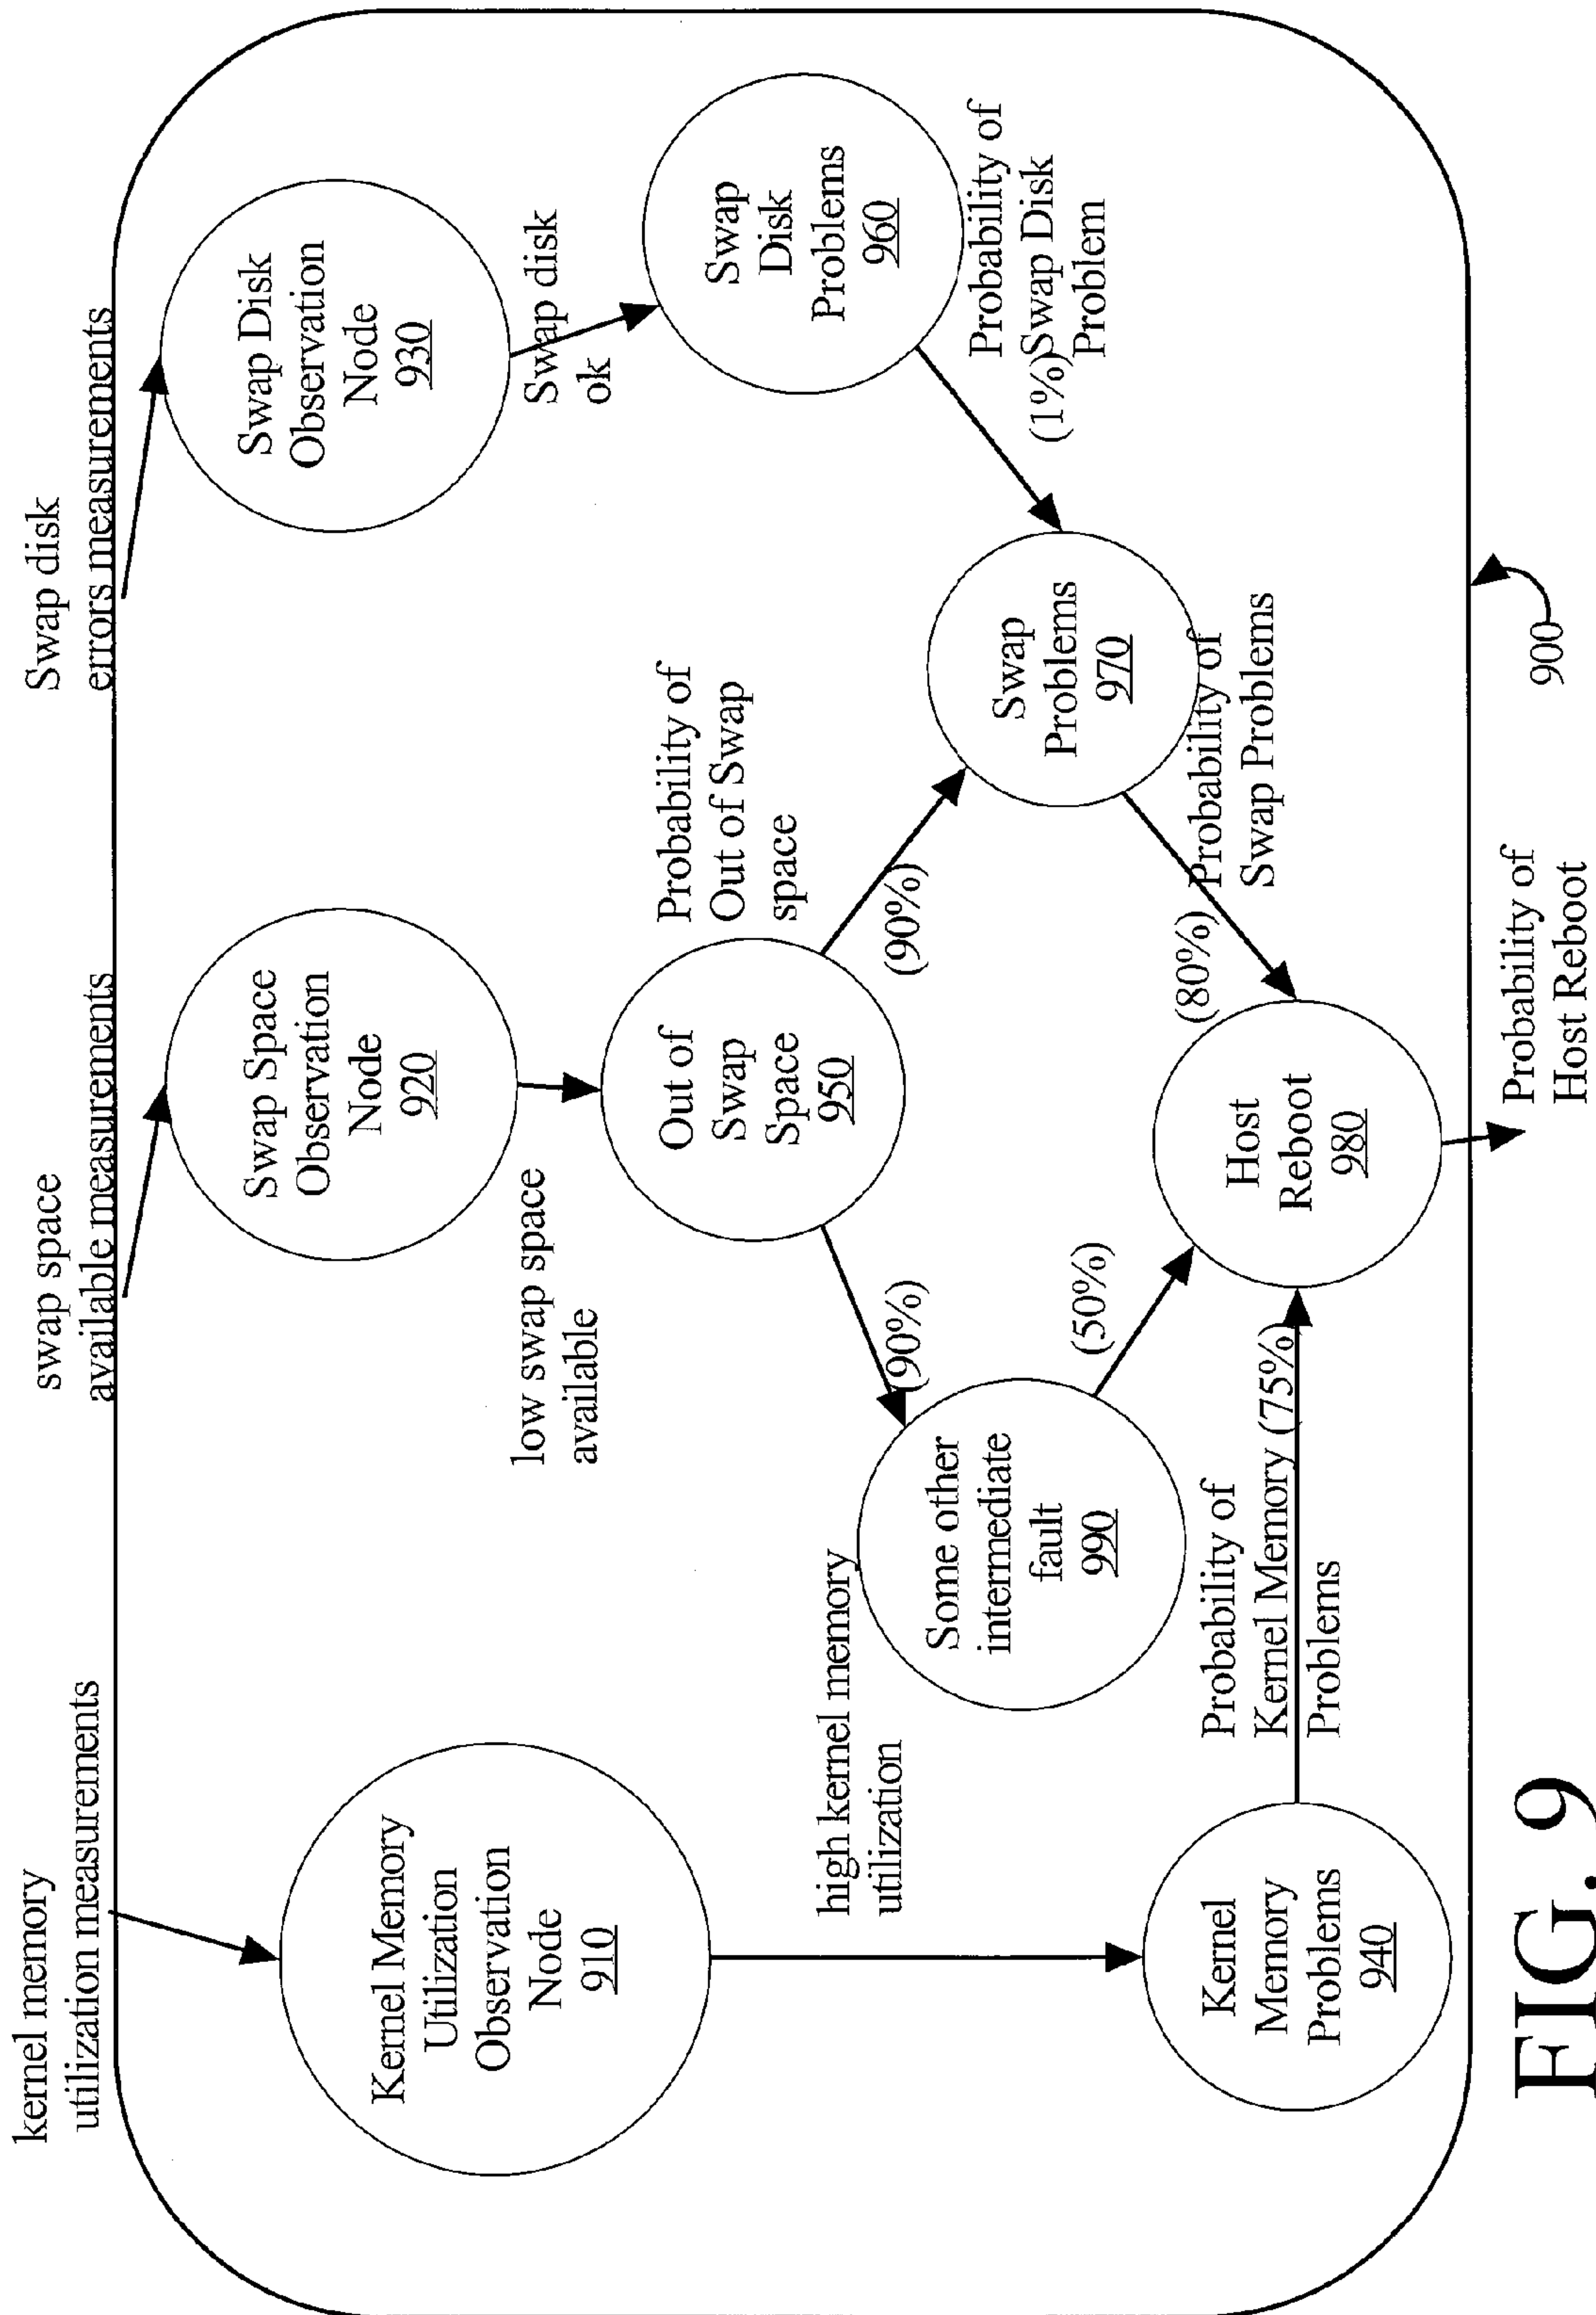 kernel memory
utilization measurements
swap space
available measurements
Swap disk
errors measurements
Kernel Memory
Utilization
Observation
Node
910
Swap Space
Observation
Node
920
Swap Disk
Observation
Node
930
low swap space
available
Swap disk
ok
Out of
Swap
Space
950
Probability of
Out of Swap
space
Swap
Disk
Problems
960
high kernel memory
utilization
(90%)
(90%)
Probability of
(1%)Swap Disk
Problem
Some other
intermediate
fault
990
(50%)
Swap
Problems
970
Kernel
Memory
Problems
940
Probability of
Kernel Memory (75%)
Problems
Host
Reboot
980
(80%)
Probability of
Swap Problems
Probability of
Host Reboot
900
FIG. 9